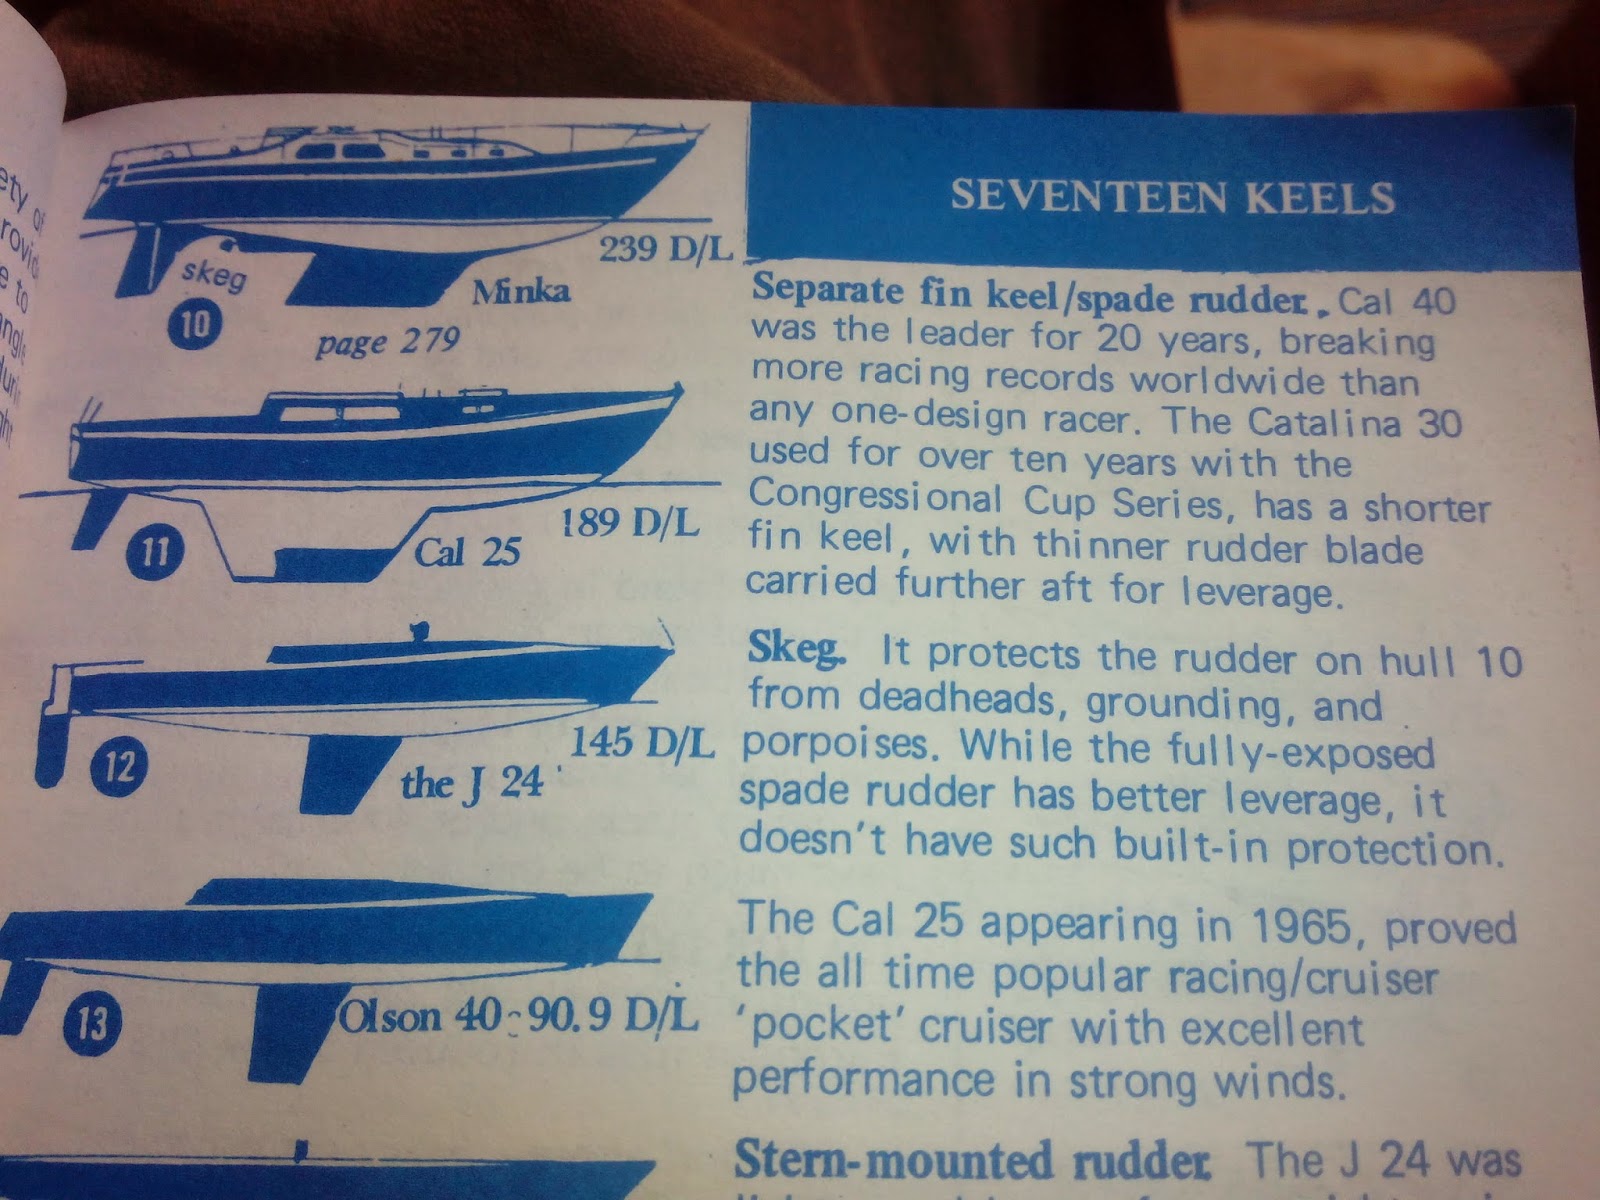 239 D/L
skeg
Minka
10
page 279
189 D/L
11
Cal 25
145 D/L
12
the J 24
Olson 40-90.9 D/L
13
SEVENTEEN KEELS
Separate fin keel/spade rudder. Cal 40
was the leader for 20 years, breaking
more racing records worldwide than
any one-design racer. The Catalina 30
used for over ten years with the
Congressional Cup Series, has a shorter
fin keel, with thinner rudder blade
carried further aft for leverage.
Skeg. It protects the rudder on hull 10
from deadheads, grounding, and
porpoises. While the fully-exposed
spade rudder has better leverage, it
doesn't have such built-in protection.
The Cal 25 appearing in 1965, proved
the all time popular racing/cruiser
'pocket' cruiser with excellent
performance in strong winds.
Stern-mounted rudder. The J 24 was